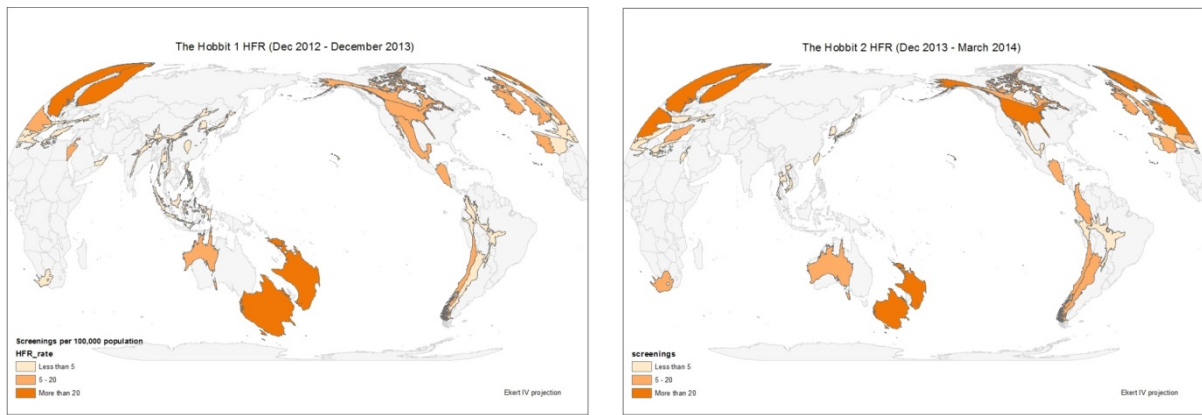 The Hobbit 1 HFR (Dec 2012 - December 2013)
Screenings per 100,000 population
HFR_rate
Less than 5
5 - 20
More than 20
Ekert IV projection
The Hobbit 2 HFR (Dec 2013 - March 2014)
screenings
Less than 5
5 - 20
More than 20
Ekert IV projection